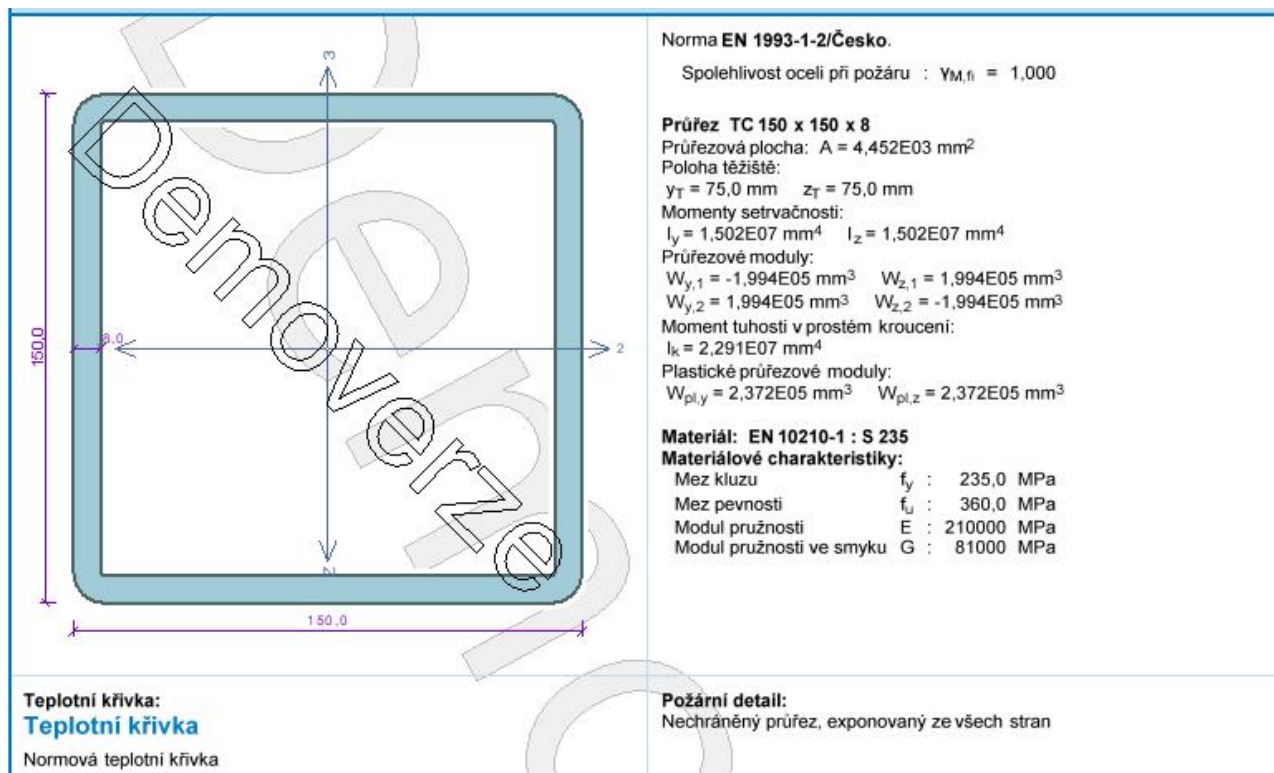 Norma EN 1993-1-2/Česko.
Spolehlivost oceli při požáru : γM,fi = 1,000
Průřez TC 150 x 150 x 8
Průřezová plocha: A = 4,452E03 mm²
Poloha těžiště:
yT = 75,0 mm zT = 75,0 mm
Momenty setrvačnosti:
Iy = 1,502E07 mm⁴ Iz = 1,502E07 mm⁴
Průřezové moduly:
Wy,1 = -1,994E05 mm³ Wz,1 = 1,994E05 mm³
Wy,2 = 1,994E05 mm³ Wz,2 = -1,994E05 mm³
Moment tuhosti v prostém kroucení:
Ik = 2,291E07 mm⁴
Plastické průřezové moduly:
Wpl,y = 2,372E05 mm³ Wpl,z = 2,372E05 mm³
Materiál: EN 10210-1 : S 235
Materiálové charakteristiky:
Mez kluzu fy : 235,0 MPa
Mez pevnosti fu : 360,0 MPa
Modul pružnosti E : 210000 MPa
Modul pružnosti ve smyku G : 81000 MPa
3
150,0
8,0
2
Z
150,0
Demoverze
Teplotní křivka:
Teplotní křivka
Normová teplotní křivka
Požární detail:
Nechráněný průřez, exponovaný ze všech stran